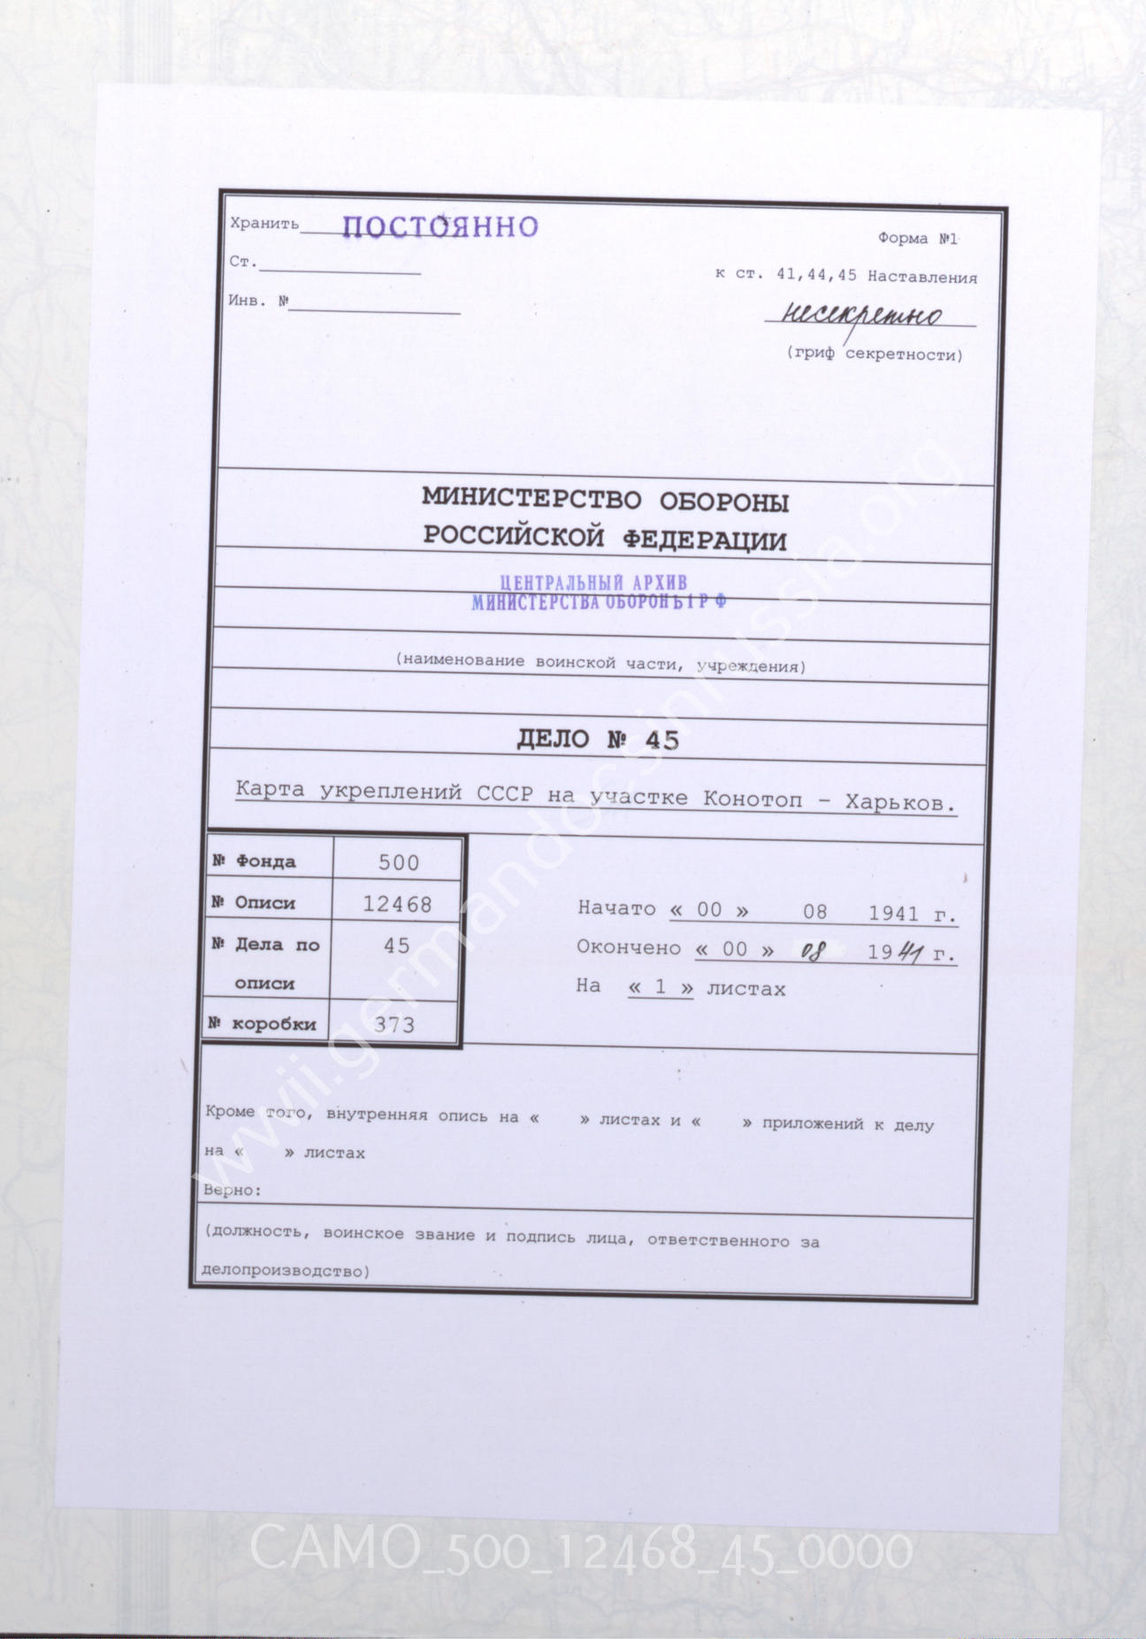 Хранить ПОСТОЯННО
Форма №1
Ст.
к ст. 41,44,45 Наставления
Инв. №
несекретно
(гриф секретности)
МИНИСТЕРСТВО ОБОРОНЫ
РОССИЙСКОЙ ФЕДЕРАЦИИ
ЦЕНТРАЛЬНЫЙ АРХИВ
МИНИСТЕРСТВА ОБОРОНЫ РФ
(наименование воинской части, учреждения)
ДЕЛО № 45
Карта укреплений СССР на участке Конотоп – Харьков.
№ Фонда 500
№ Описи 12468
№ Дела по описи 45
№ коробки 373
Начато « 00 » 08 1941 г.
Окончено « 00 » 08 1941 г.
На « 1 » листах
Кроме того, внутренняя опись на « » листах и « » приложений к делу
на « » листах
Верно:
(должность, воинское звание и подпись лица, ответственного за
делопроизводство)
wwii.germandocsinrussia.org
CAMO_500_12468_45_0000